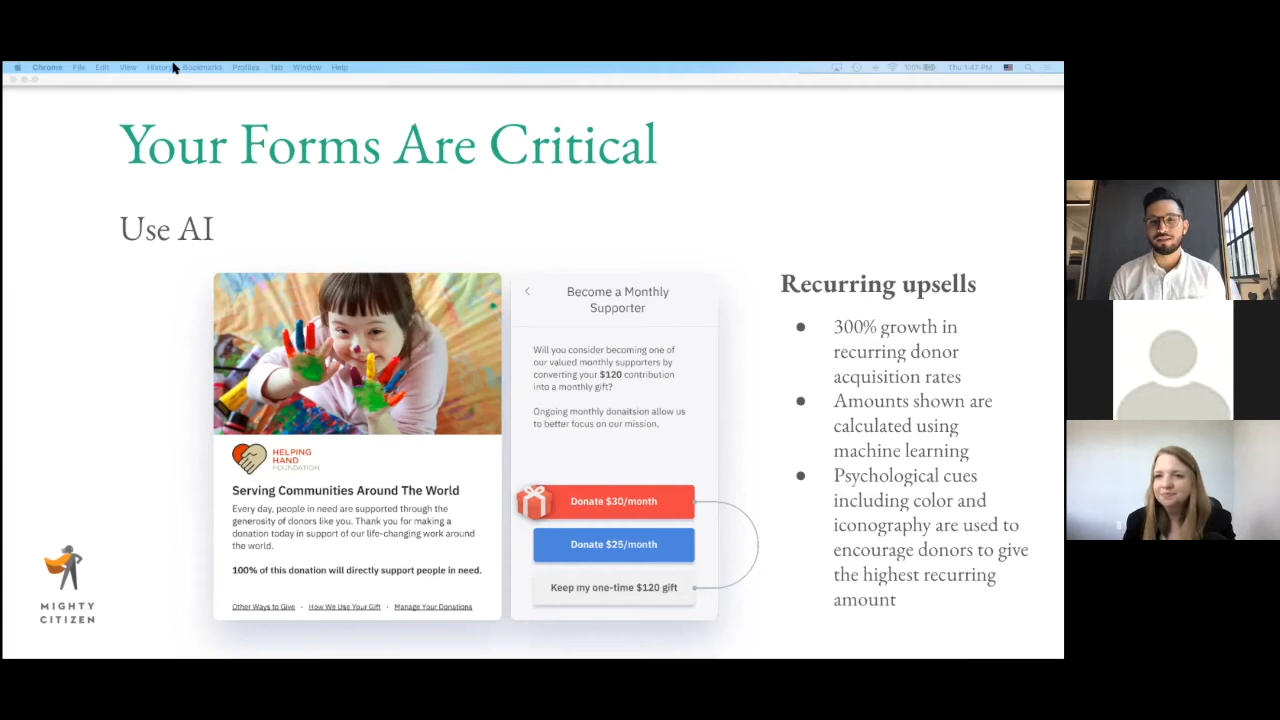 Chrome File Edit View History Bookmarks Profiles Tab Window Help
100% Thu 1:47 PM
Your Forms Are Critical
Use AI
HELPING
HAND
FOUNDATION
Serving Communities Around The World
Every day, people in need are supported through the
generosity of donors like you. Thank you for making a
donation today in support of our life-changing work around
the world.
100% of this donation will directly support people in need.
Other Ways to Give · How We Use Your Gift · Manage Your Donations
Become a Monthly
Supporter
Will you consider becoming one of
our valued monthly supporters by
converting your $120 contribution
into a monthly gift?
Ongoing monthly donaitsion allow us
to better focus on our mission.
Donate $30/month
Donate $25/month
Keep my one-time $120 gift
Recurring upsells
● 300% growth in
recurring donor
acquisition rates
● Amounts shown are
calculated using
machine learning
● Psychological cues
including color and
iconography are used to
encourage donors to give
the highest recurring
amount
MIGHTY
CITIZEN